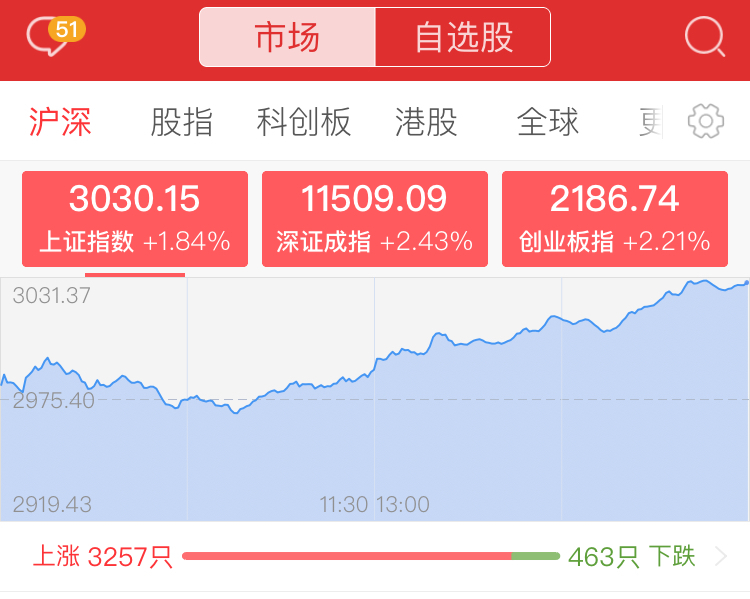 51
市场 自选股
沪深 股指 科创板 港股 全球
3030.15 11509.09 2186.74
上证指数 +1.84% 深证成指 +2.43% 创业板指 +2.21%
3031.37
2975.40
2919.43 11:30 13:00
上涨 3257只 463只 下跌